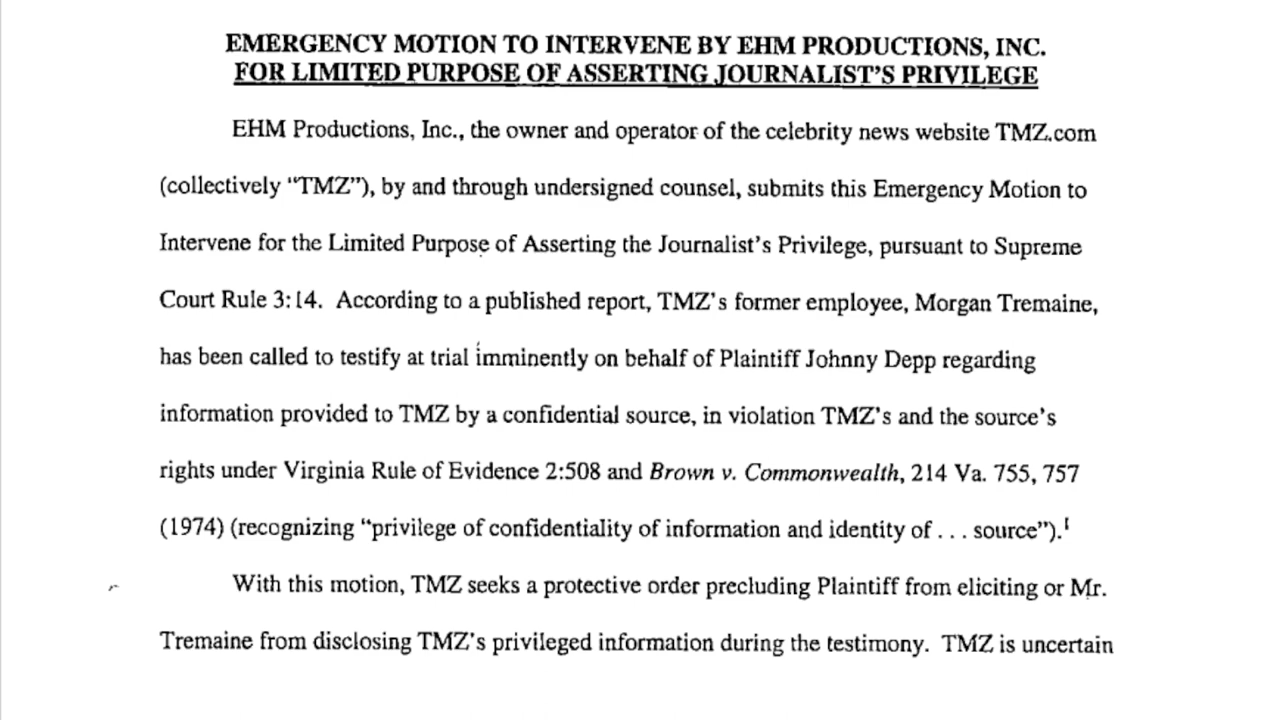 EMERGENCY MOTION TO INTERVENE BY EHM PRODUCTIONS, INC.
FOR LIMITED PURPOSE OF ASSERTING JOURNALIST'S PRIVILEGE
EHM Productions, Inc., the owner and operator of the celebrity news website TMZ.com
(collectively “TMZ”), by and through undersigned counsel, submits this Emergency Motion to
Intervene for the Limited Purpose of Asserting the Journalist's Privilege, pursuant to Supreme
Court Rule 3:14. According to a published report, TMZ's former employee, Morgan Tremaine,
has been called to testify at trial imminently on behalf of Plaintiff Johnny Depp regarding
information provided to TMZ by a confidential source, in violation TMZ's and the source's
rights under Virginia Rule of Evidence 2:508 and Brown v. Commonwealth, 214 Va. 755, 757
(1974) (recognizing “privilege of confidentiality of information and identity of . . . source”).1
With this motion, TMZ seeks a protective order precluding Plaintiff from eliciting or Mr.
Tremaine from disclosing TMZ's privileged information during the testimony. TMZ is uncertain